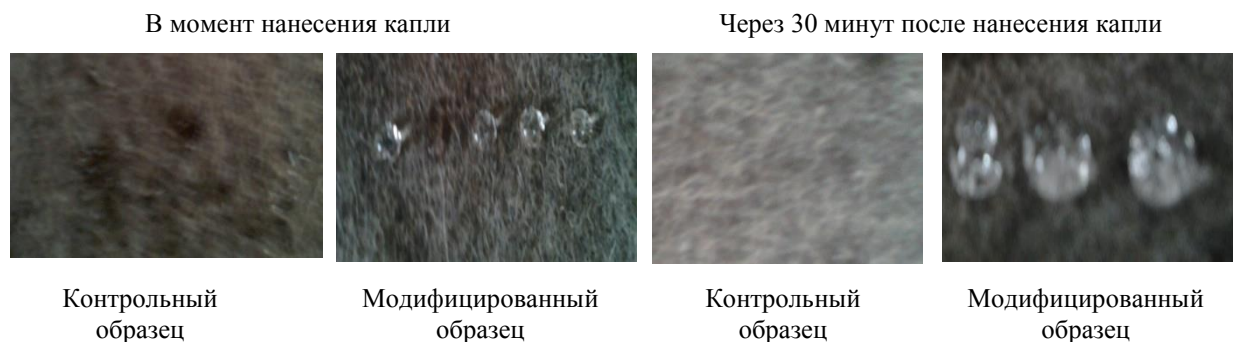 В момент нанесения капли
Через 30 минут после нанесения капли
Контрольный
образец
Модифицированный
образец
Контрольный
образец
Модифицированный
образец